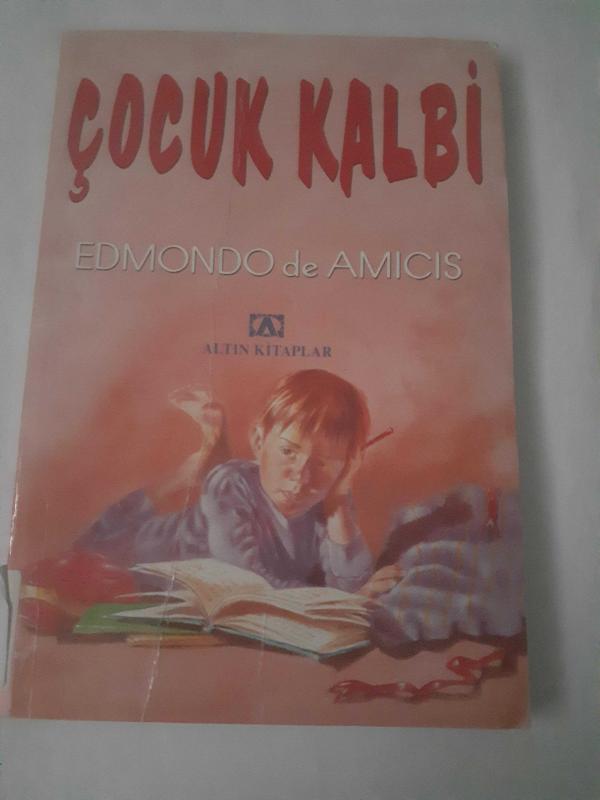 ÇOCUK KALBİ
EDMONDO de AMICIS
ALTIN KİTAPLAR